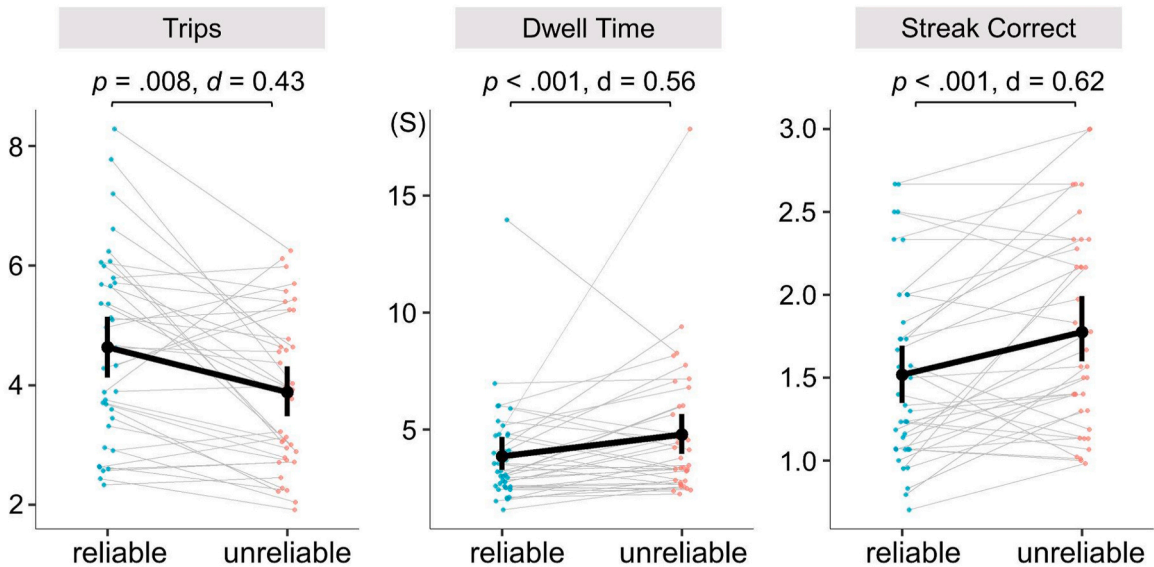 Trips
p = .008, d = 0.43
8
6
4
2
reliable unreliable
Dwell Time
p < .001, d = 0.56
(S)
15
10
5
reliable unreliable
Streak Correct
p < .001, d = 0.62
3.0
2.5
2.0
1.5
1.0
reliable unreliable